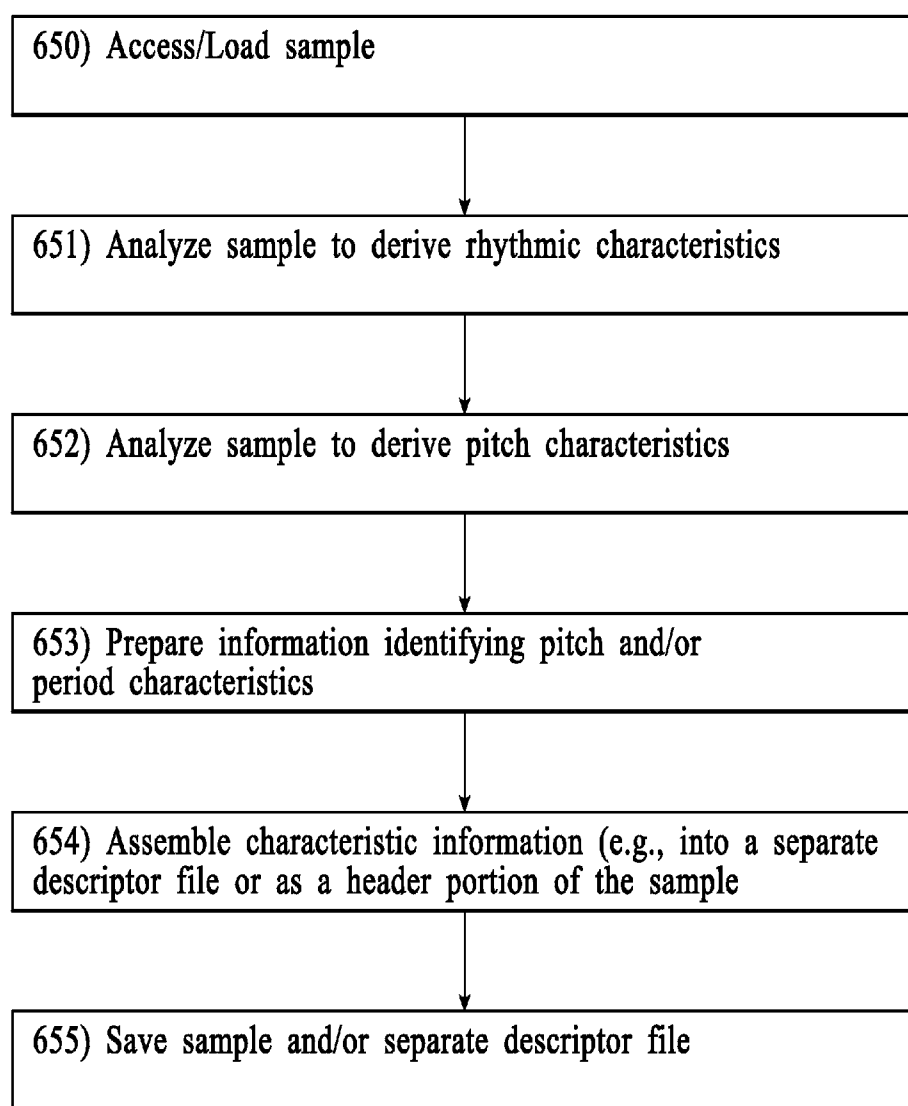 650) Access/Load sample
651) Analyze sample to derive rhythmic characteristics
652) Analyze sample to derive pitch characteristics
653) Prepare information identifying pitch and/or
period characteristics
654) Assemble characteristic information (e.g., into a separate
descriptor file or as a header portion of the sample
655) Save sample and/or separate descriptor file